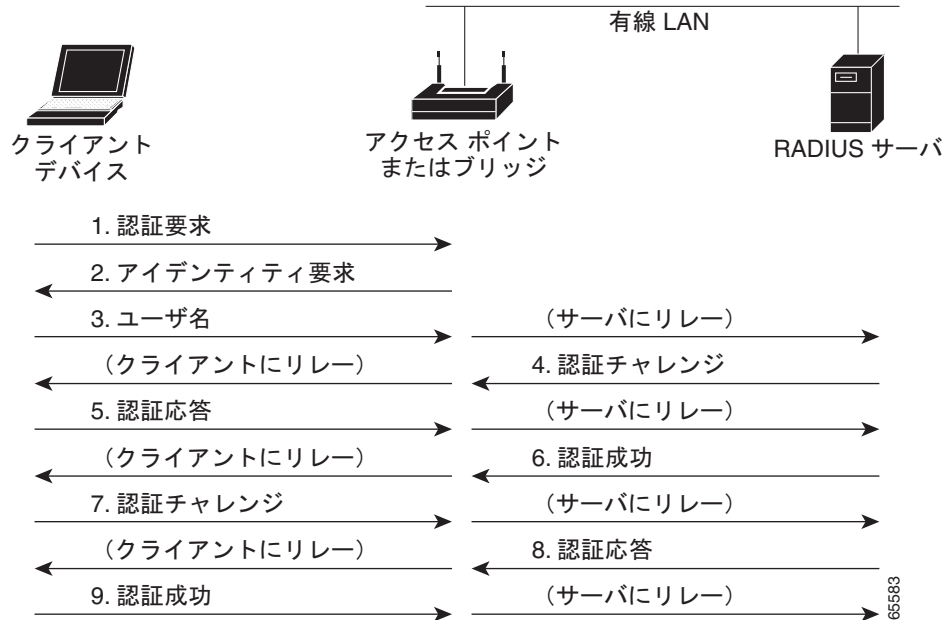 有線 LAN
クライアント
デバイス
アクセス ポイント
またはブリッジ
RADIUS サーバ
1. 認証要求
2. アイデンティティ要求
3. ユーザ名
（サーバにリレー）
（クライアントにリレー）
4. 認証チャレンジ
5. 認証応答
（サーバにリレー）
（クライアントにリレー）
6. 認証成功
7. 認証チャレンジ
（サーバにリレー）
（クライアントにリレー）
8. 認証応答
9. 認証成功
（サーバにリレー）
65583